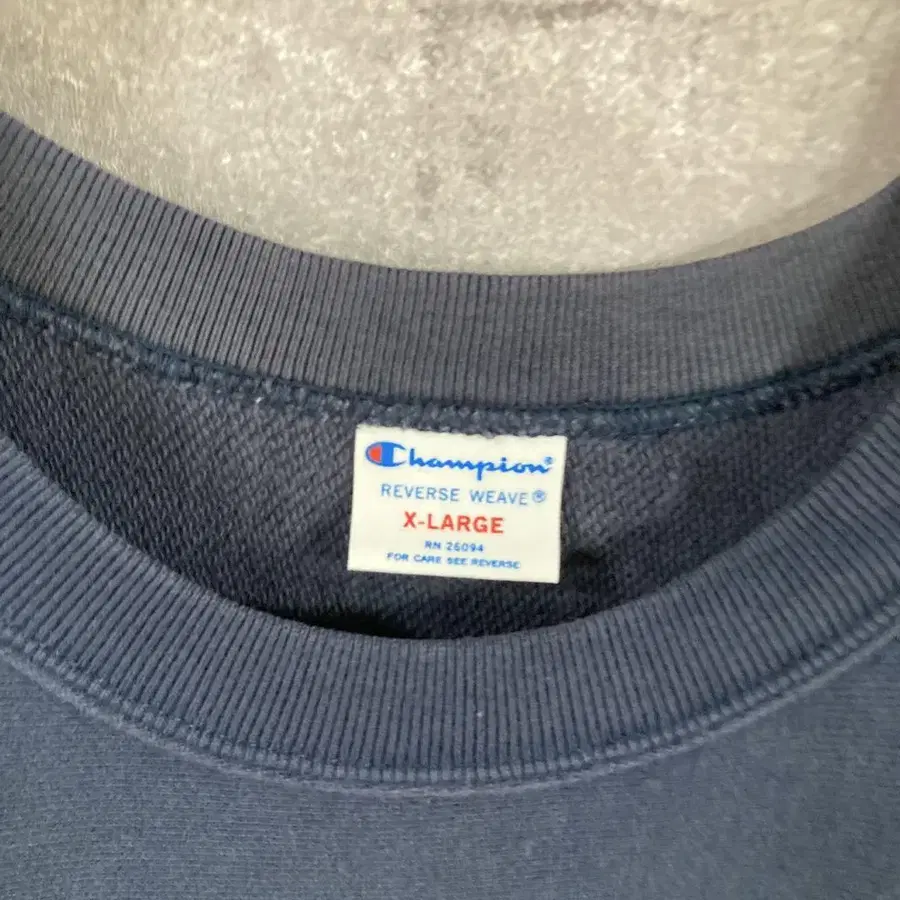 Champion®
REVERSE WEAVE®
X-LARGE
RN 26094
FOR CARE SEE REVERSE